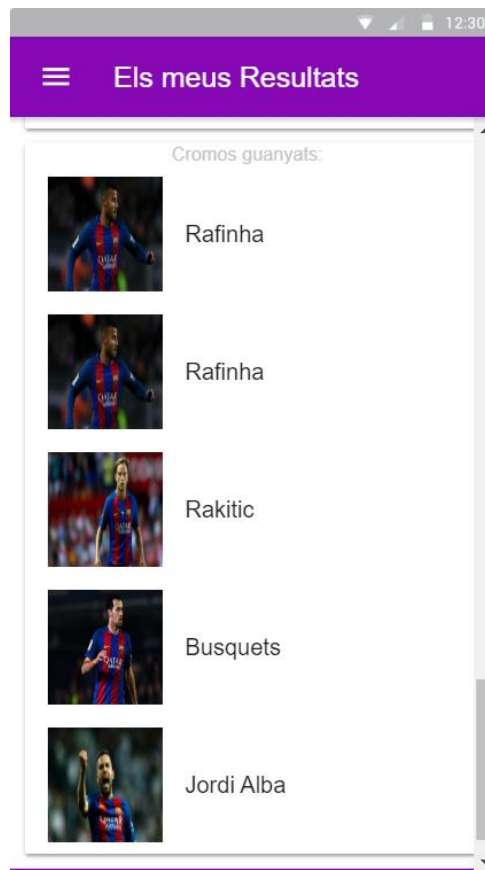 12:30
Els meus Resultats
Cromos guanyats:
Rafinha
Rafinha
Rakitic
Busquets
Jordi Alba